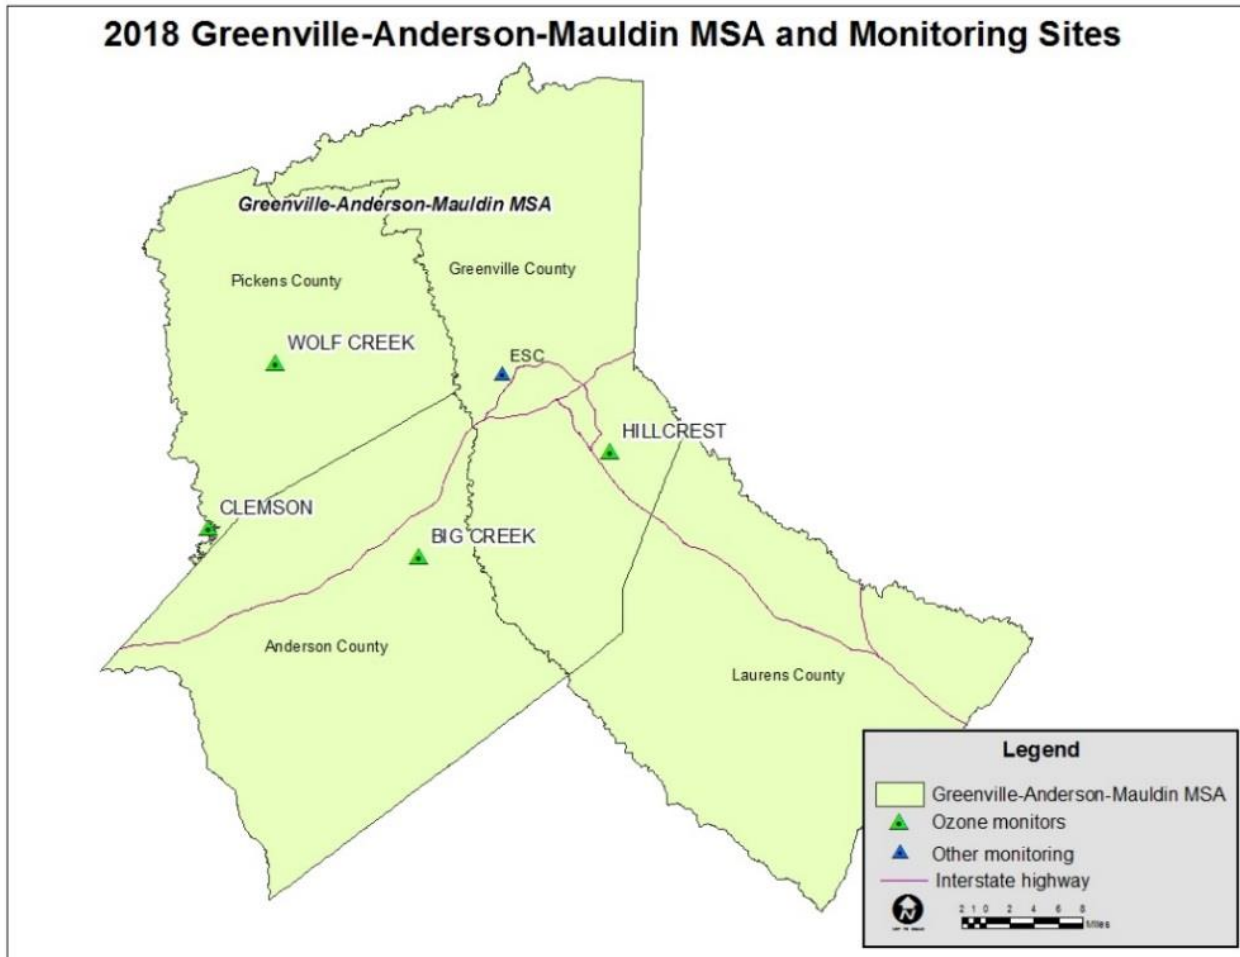 2018 Greenville-Anderson-Mauldin MSA and Monitoring Sites
Greenville-Anderson-Mauldin MSA
Greenville County
Pickens County
WOLF CREEK
ESC
HILLCREST
CLEMSON
BIG CREEK
Anderson County
Laurens County
Legend
Greenville-Anderson-Mauldin MSA
Ozone monitors
Other monitoring
Interstate highway
N
2 1 0 2 4 6 8
Miles